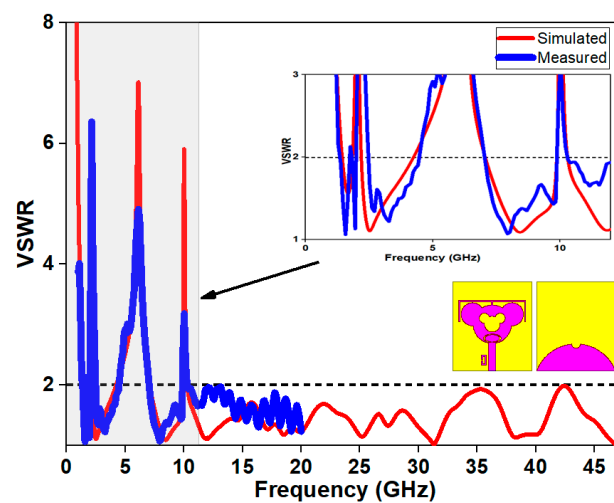 8
6
4
2
VSWR
0 5 10 15 20 25 30 35 40 45
Frequency (GHz)
Simulated
Measured
3
2
1
VSWR
0 5 10
Frequency (GHz)